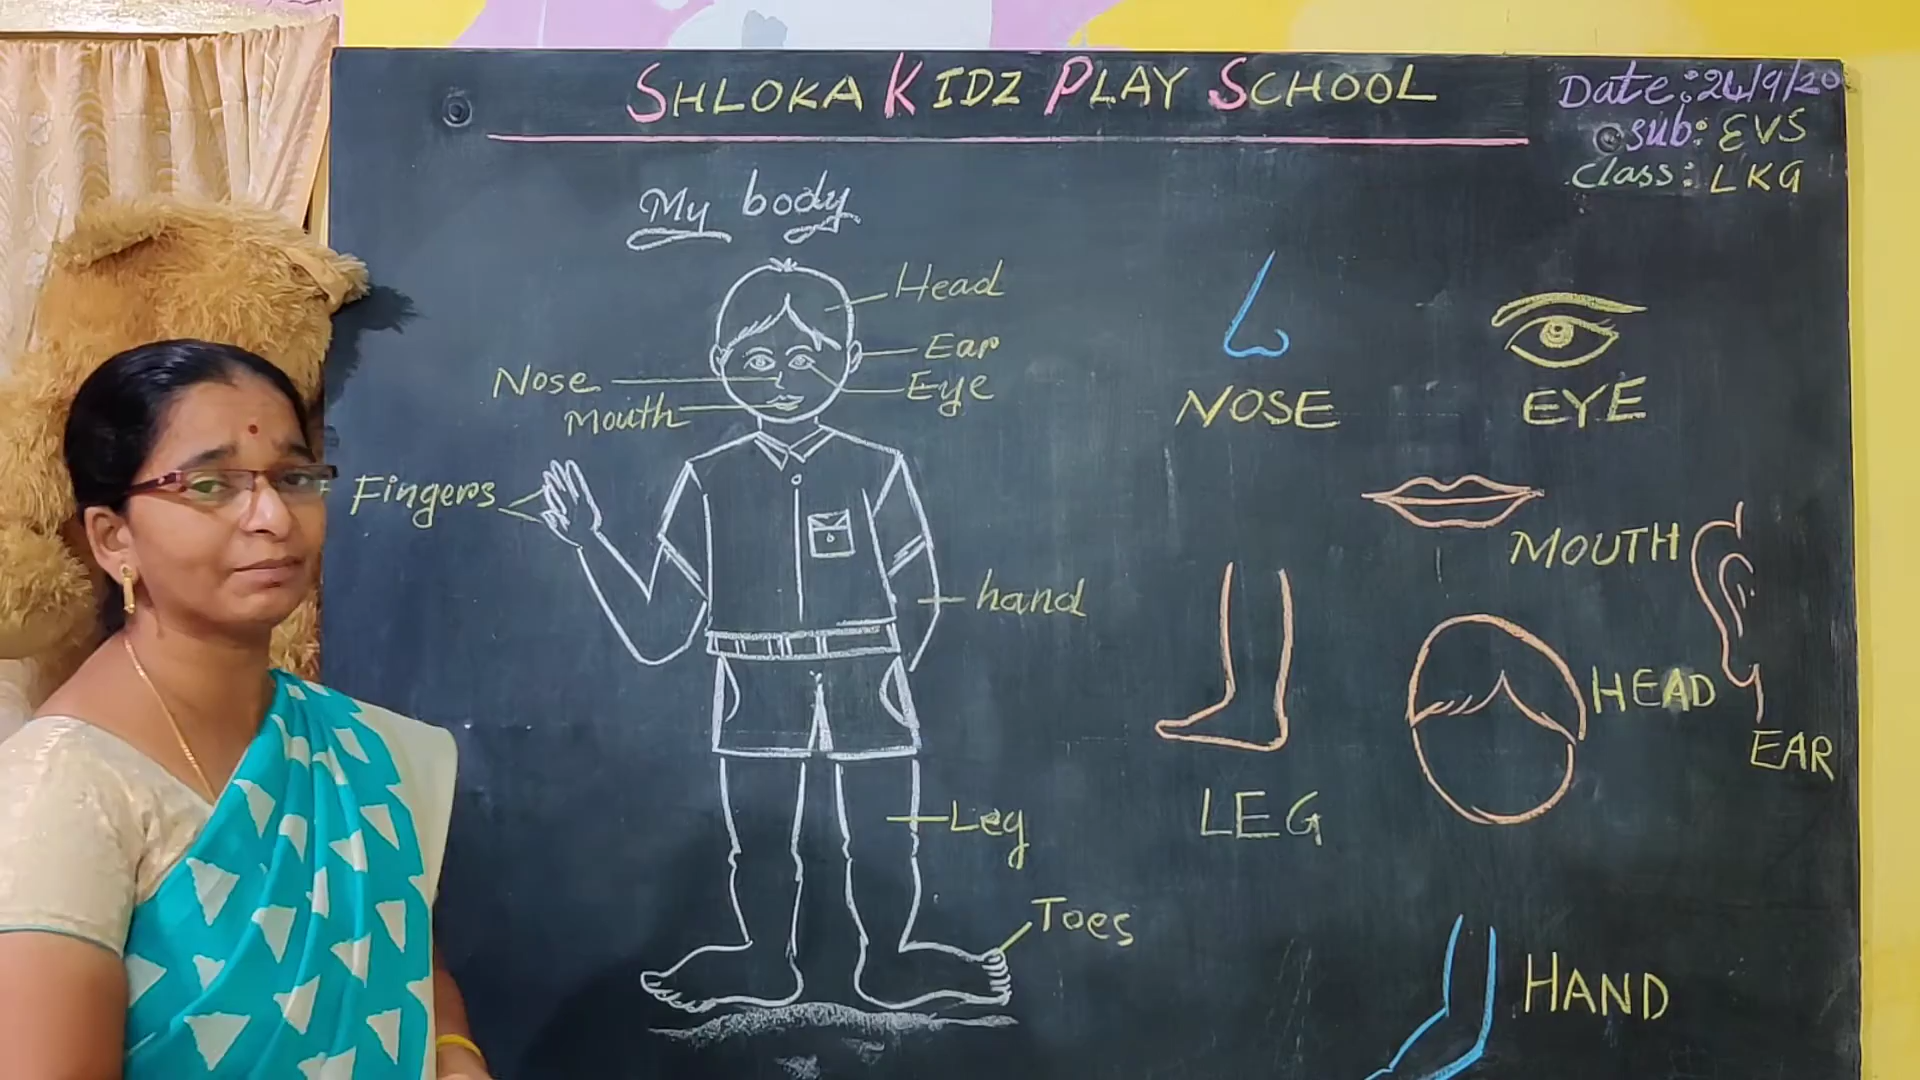 SHLOKA KIDZ PLAY SCHOOL
Date: 24/9/20
Sub: EVS
Class: LKG
My body
Head
Ear
Eye
Nose
Mouth
Fingers
hand
Leg
Toes
NOSE
EYE
MOUTH
HEAD
EAR
LEG
HAND